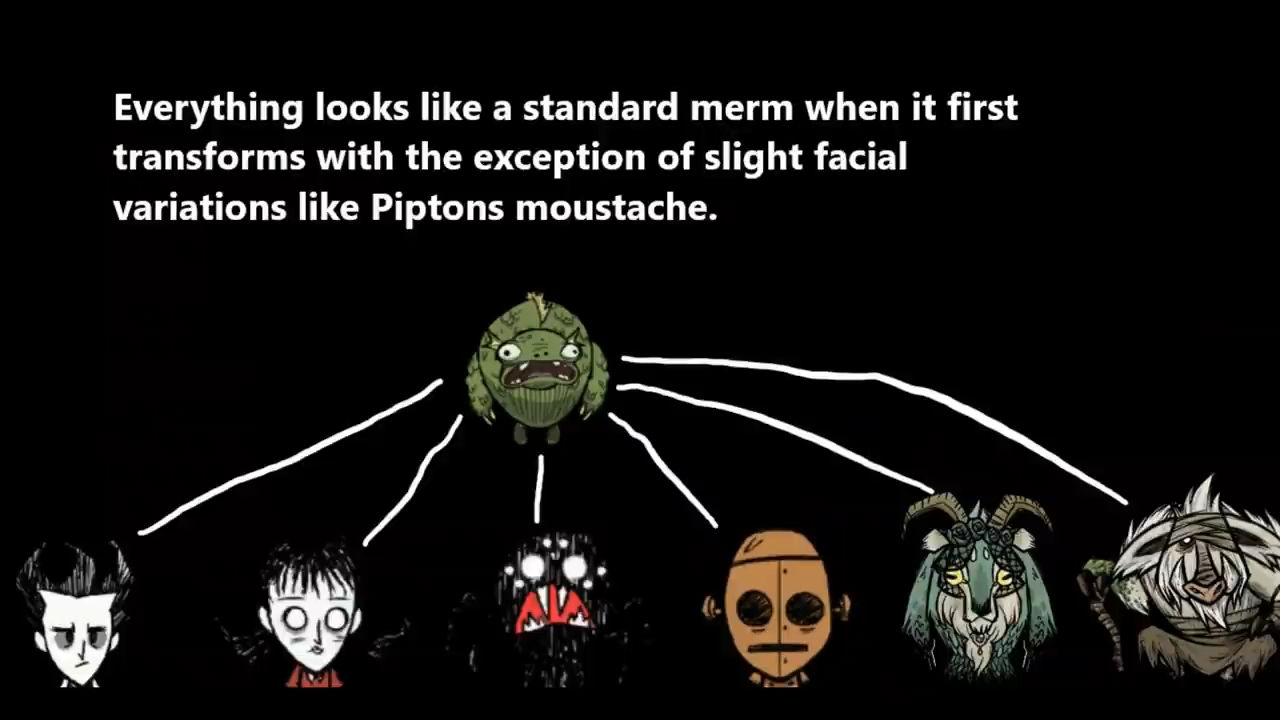 Everything looks like a standard merm when it first
transforms with the exception of slight facial
variations like Piptons moustache.